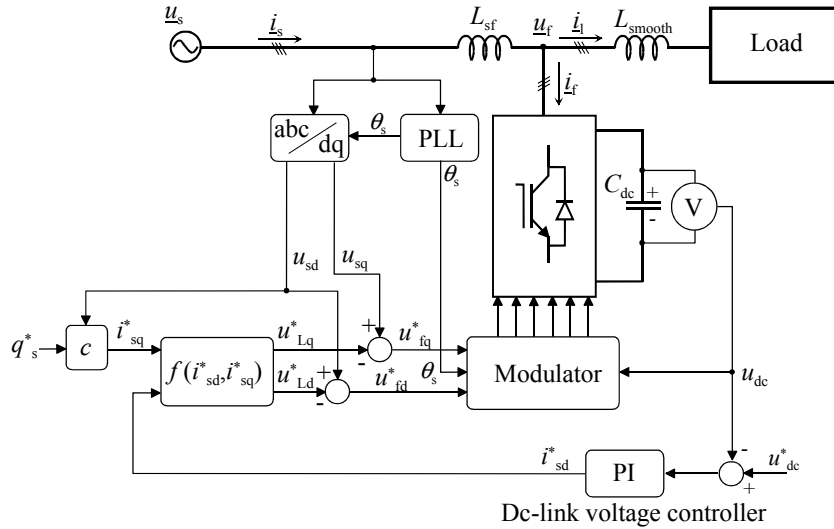 u_s
i_s
L_sf
u_f
i_l
L_smooth
Load
i_f
abc
dq
θ_s
PLL
θ_s
C_dc
+
-
V
u_sd
u_sq
q*_s
c
i*_sq
f(i*_sd,i*_sq)
u*_Lq
+
-
u*_fq
u*_Ld
+
-
u*_fd
θ_s
Modulator
u_dc
i*_sd
PI
-
+
u*_dc
Dc-link voltage controller